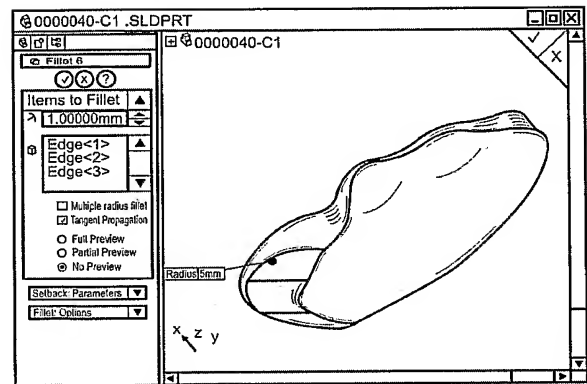 0000040-C1 .SLDPRT
0000040-C1
Fillot 6
Items to Fillet
1.00000mm
Edge<1>
Edge<2>
Edge<3>
Multiple radius fillet
Tangent Propagation
Full Preview
Partial Preview
No Preview
Setback: Parameters
Fillet: Options
Radius 5mm
x z y